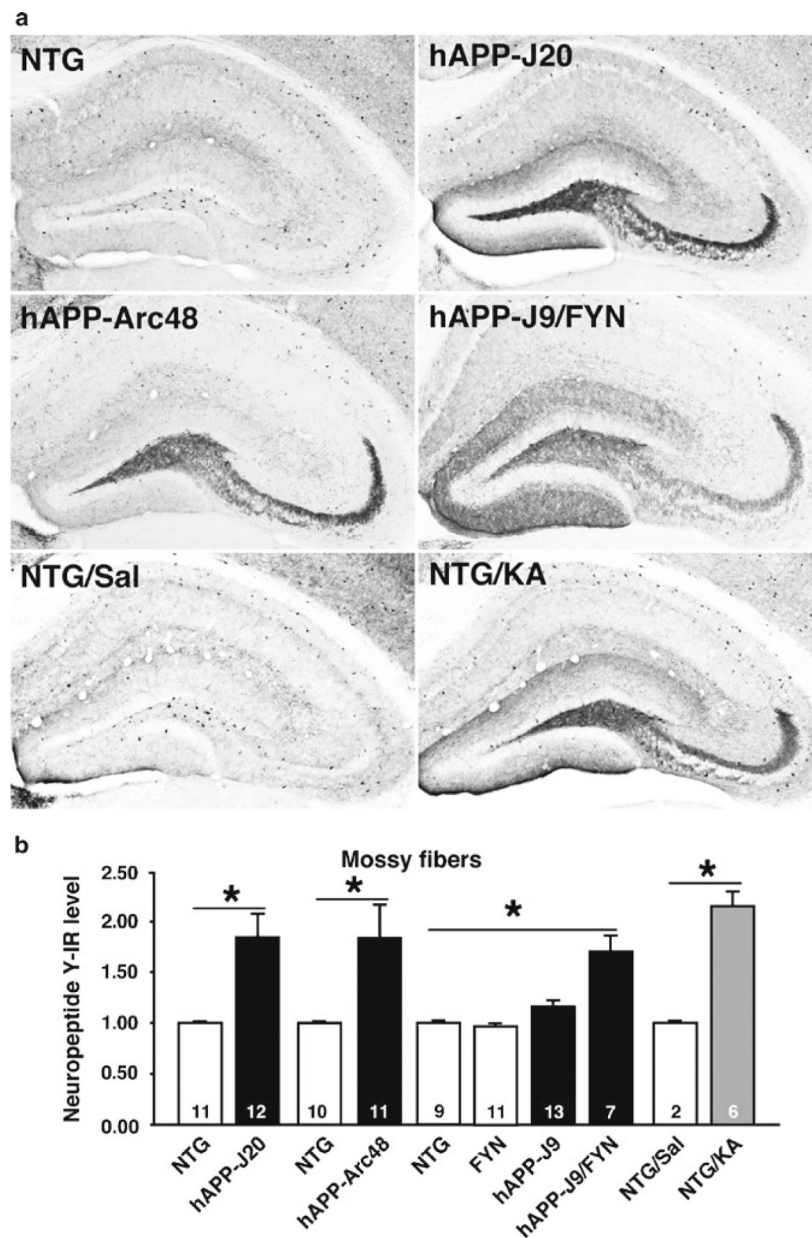 a
NTG
hAPP-J20
hAPP-Arc48
hAPP-J9/FYN
NTG/Sal
NTG/KA
b
Mossy fibers
* * * *
Neuropeptide Y-IR level
2.50
2.00
1.50
1.00
0.50
0.00
11 12 10 11 9 11 13 7 2 6
NTG hAPP-J20 NTG hAPP-Arc48 NTG FYN hAPP-J9 hAPP-J9/FYN NTG/Sal NTG/KA